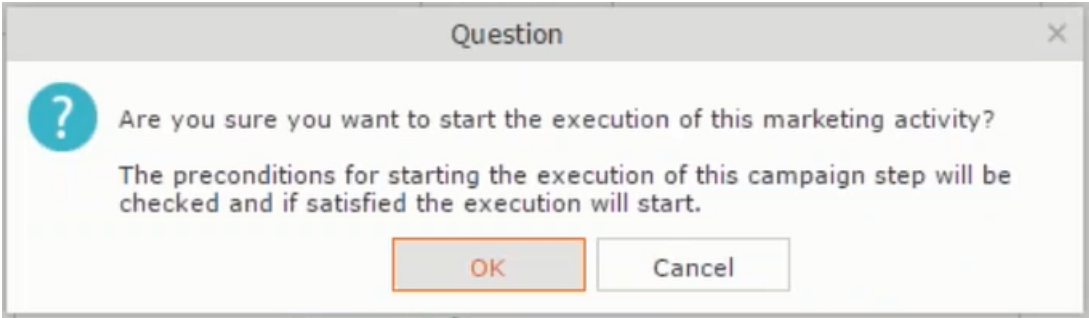 Question
?
Are you sure you want to start the execution of this marketing activity?
The preconditions for starting the execution of this campaign step will be
checked and if satisfied the execution will start.
OK Cancel